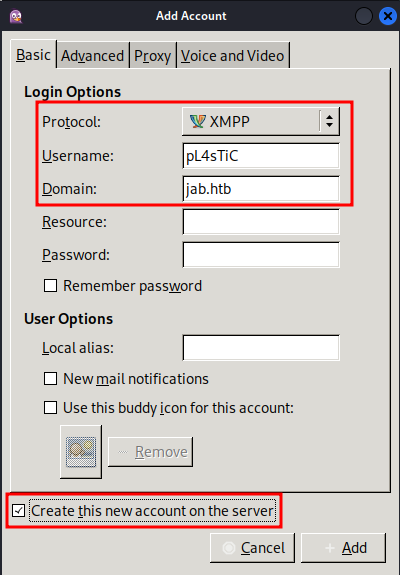 Add Account
Basic Advanced Proxy Voice and Video
Login Options
Protocol: XMPP
Username: pL4sTiC
Domain: jab.htb
Resource:
Password:
Remember password
User Options
Local alias:
New mail notifications
Use this buddy icon for this account:
Remove
Create this new account on the server
Cancel Add